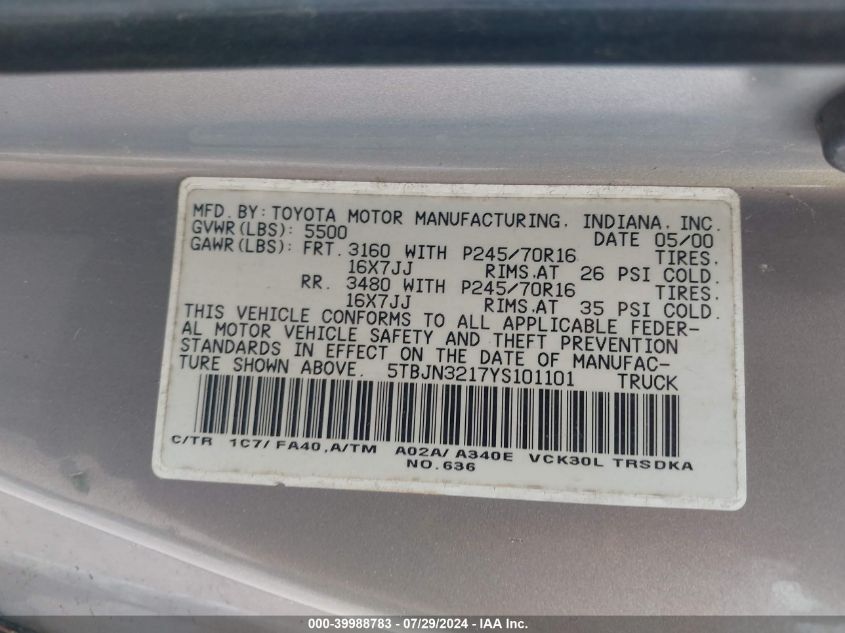 MFD. BY: TOYOTA MOTOR MANUFACTURING, INDIANA, INC.
GVWR(LBS): 5500 DATE 05/00
GAWR(LBS): FRT. 3160 WITH P245/70R16 TIRES.
16X7JJ RIMS.AT 26 PSI COLD.
RR. 3480 WITH P245/70R16 TIRES.
16X7JJ RIMS.AT 35 PSI COLD.
THIS VEHICLE CONFORMS TO ALL APPLICABLE FEDER-
AL MOTOR VEHICLE SAFETY AND THEFT PREVENTION
STANDARDS IN EFFECT ON THE DATE OF MANUFAC-
TURE SHOWN ABOVE. 5TBJN3217YS101101 TRUCK
C/TR 1C7/ FA40,A/TM A02A/ A340E VCK30L TRSDKA
NO.636
000-39988783 - 07/29/2024 - IAA Inc.